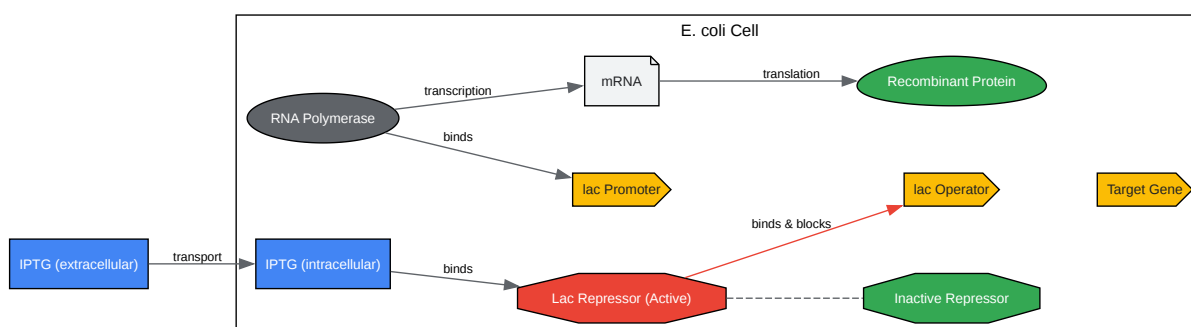 E. coli Cell
mRNA
translation
Recombinant Protein
transcription
RNA Polymerase
binds
lac Promoter
lac Operator
Target Gene
binds & blocks
IPTG (extracellular)
transport
IPTG (intracellular)
binds
Lac Repressor (Active)
Inactive Repressor